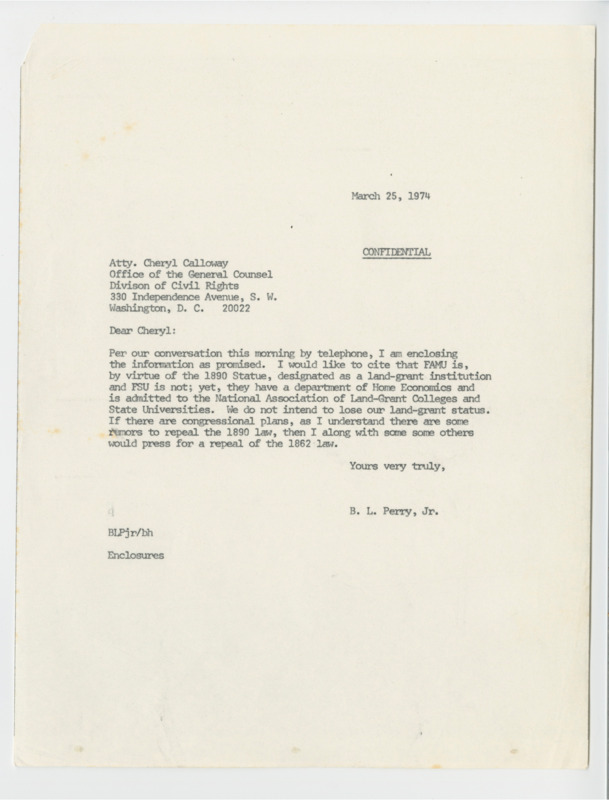 March 25, 1974
CONFIDENTIAL
Atty. Cheryl Calloway
Office of the General Counsel
Divison of Civil Rights
330 Independence Avenue, S. W.
Washington, D. C. 20022
Dear Cheryl:
Per our conversation this morning by telephone, I am enclosing
the information as promised. I would like to cite that FAMU is,
by virtue of the 1890 Statue, designated as a land-grant institution
and FSU is not; yet, they have a department of Home Economics and
is admitted to the National Association of Land-Grant Colleges and
State Universities. We do not intend to lose our land-grant status.
If there are congressional plans, as I understand there are some
rumors to repeal the 1890 law, then I along with some some others
would press for a repeal of the 1862 law.
Yours very truly,
B. L. Perry, Jr.
BLPjr/bh
Enclosures